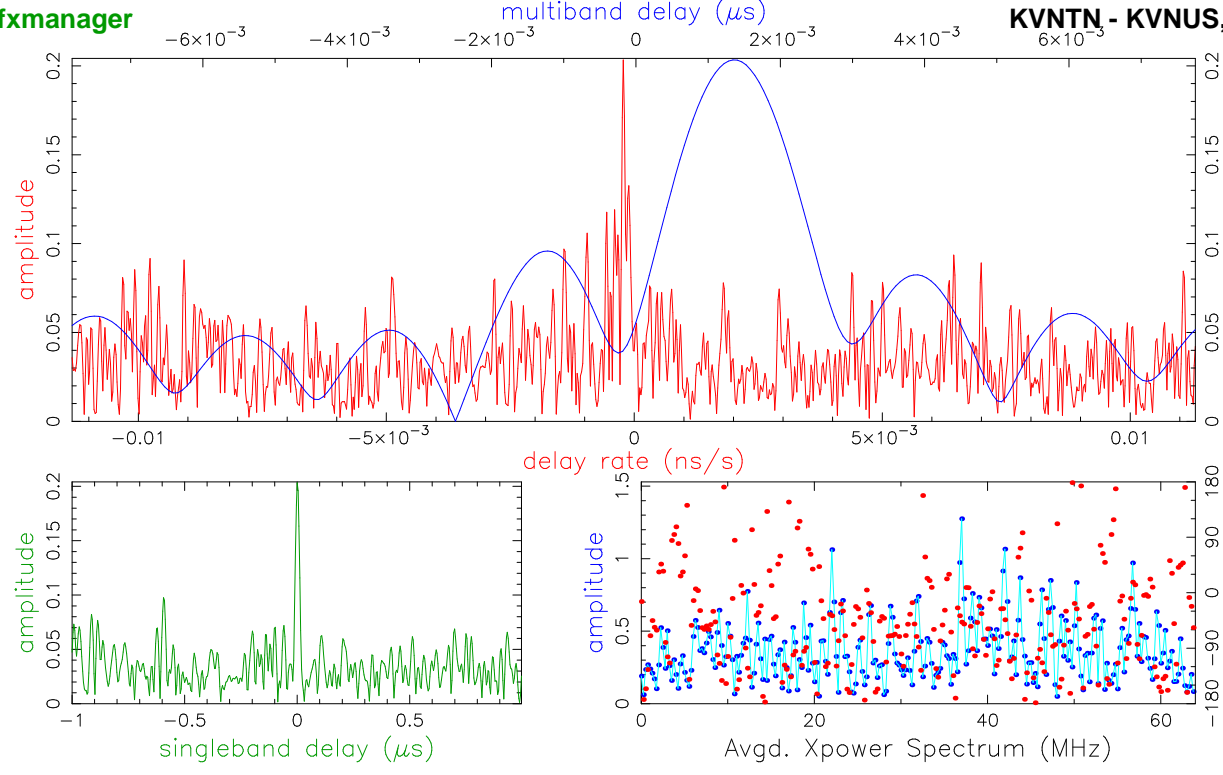 fxmanager
multiband delay (μs)
KVNTN - KVNUS,
−6×10⁻³ −4×10⁻³ −2×10⁻³ 0 2×10⁻³ 4×10⁻³ 6×10⁻³
amplitude
0 0.05 0.1 0.15 0.2
0 0.05 0.1 0.15 0.2
−0.01 −5×10⁻³ 0 5×10⁻³ 0.01
delay rate (ns/s)
amplitude
0 0.05 0.1 0.15 0.2
−1 −0.5 0 0.5
singleband delay (μs)
amplitude
0 0.5 1 1.5
−180 −90 0 90 180
0 20 40 60
Avgd. Xpower Spectrum (MHz)